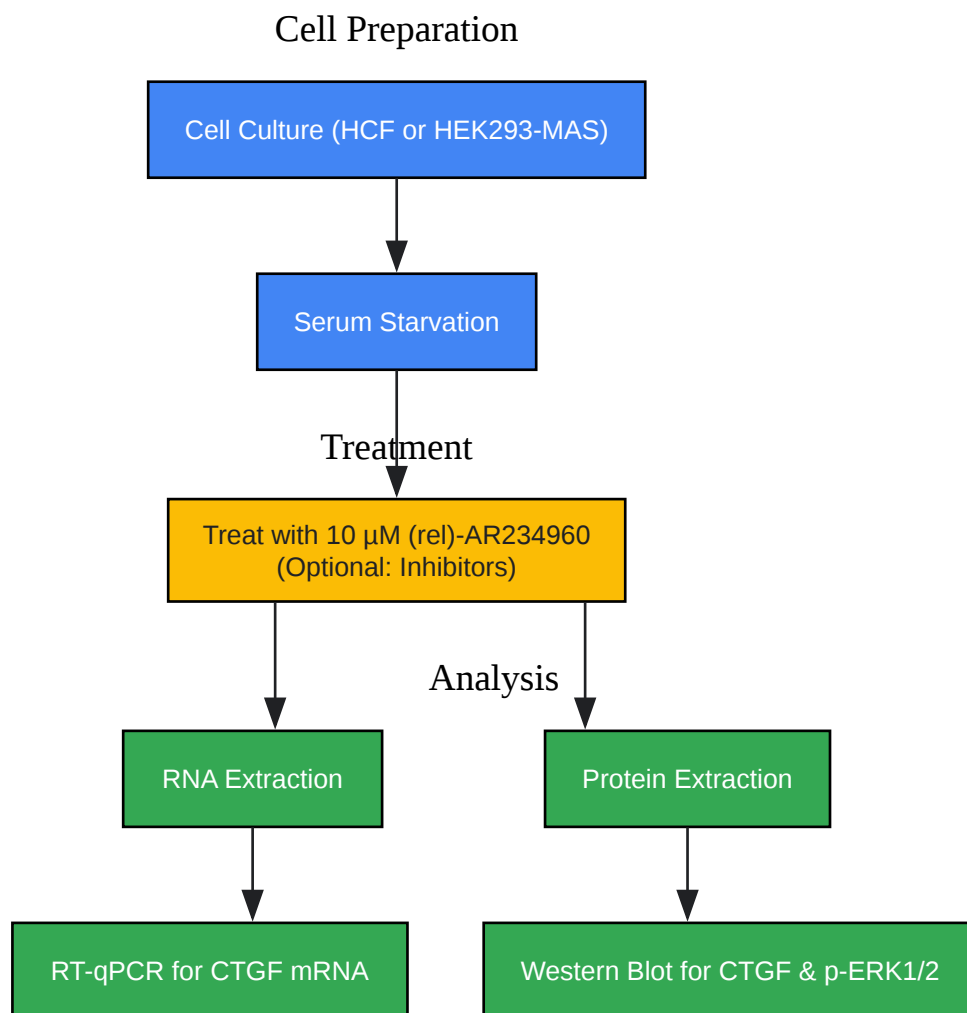 Cell Preparation
Cell Culture (HCF or HEK293-MAS)
Serum Starvation
Treatment
Treat with 10 µM (rel)-AR234960
(Optional: Inhibitors)
Analysis
RNA Extraction
Protein Extraction
RT-qPCR for CTGF mRNA
Western Blot for CTGF & p-ERK1/2